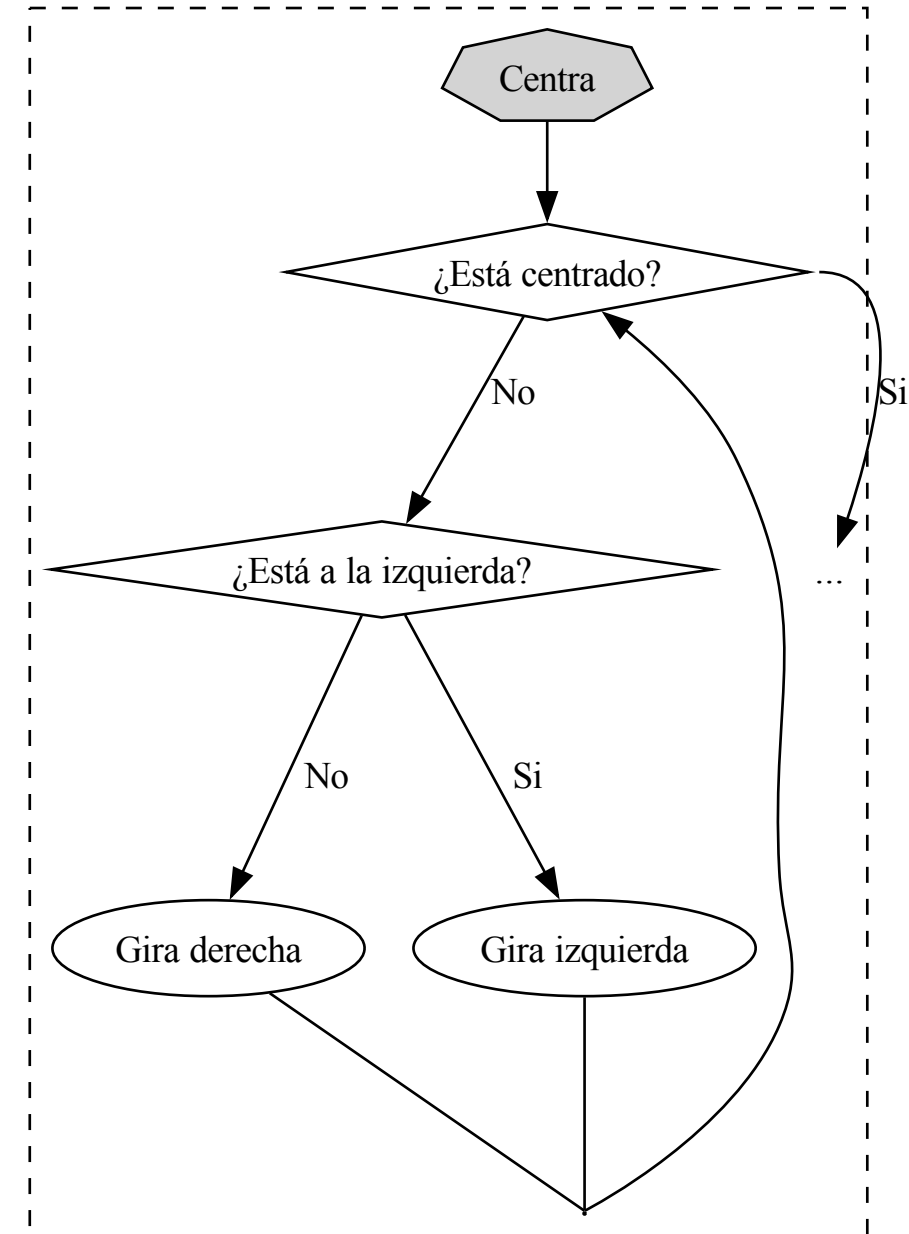 Centra
¿Está centrado?
No
Si
¿Está a la izquierda?
...
No
Si
Gira derecha
Gira izquierda